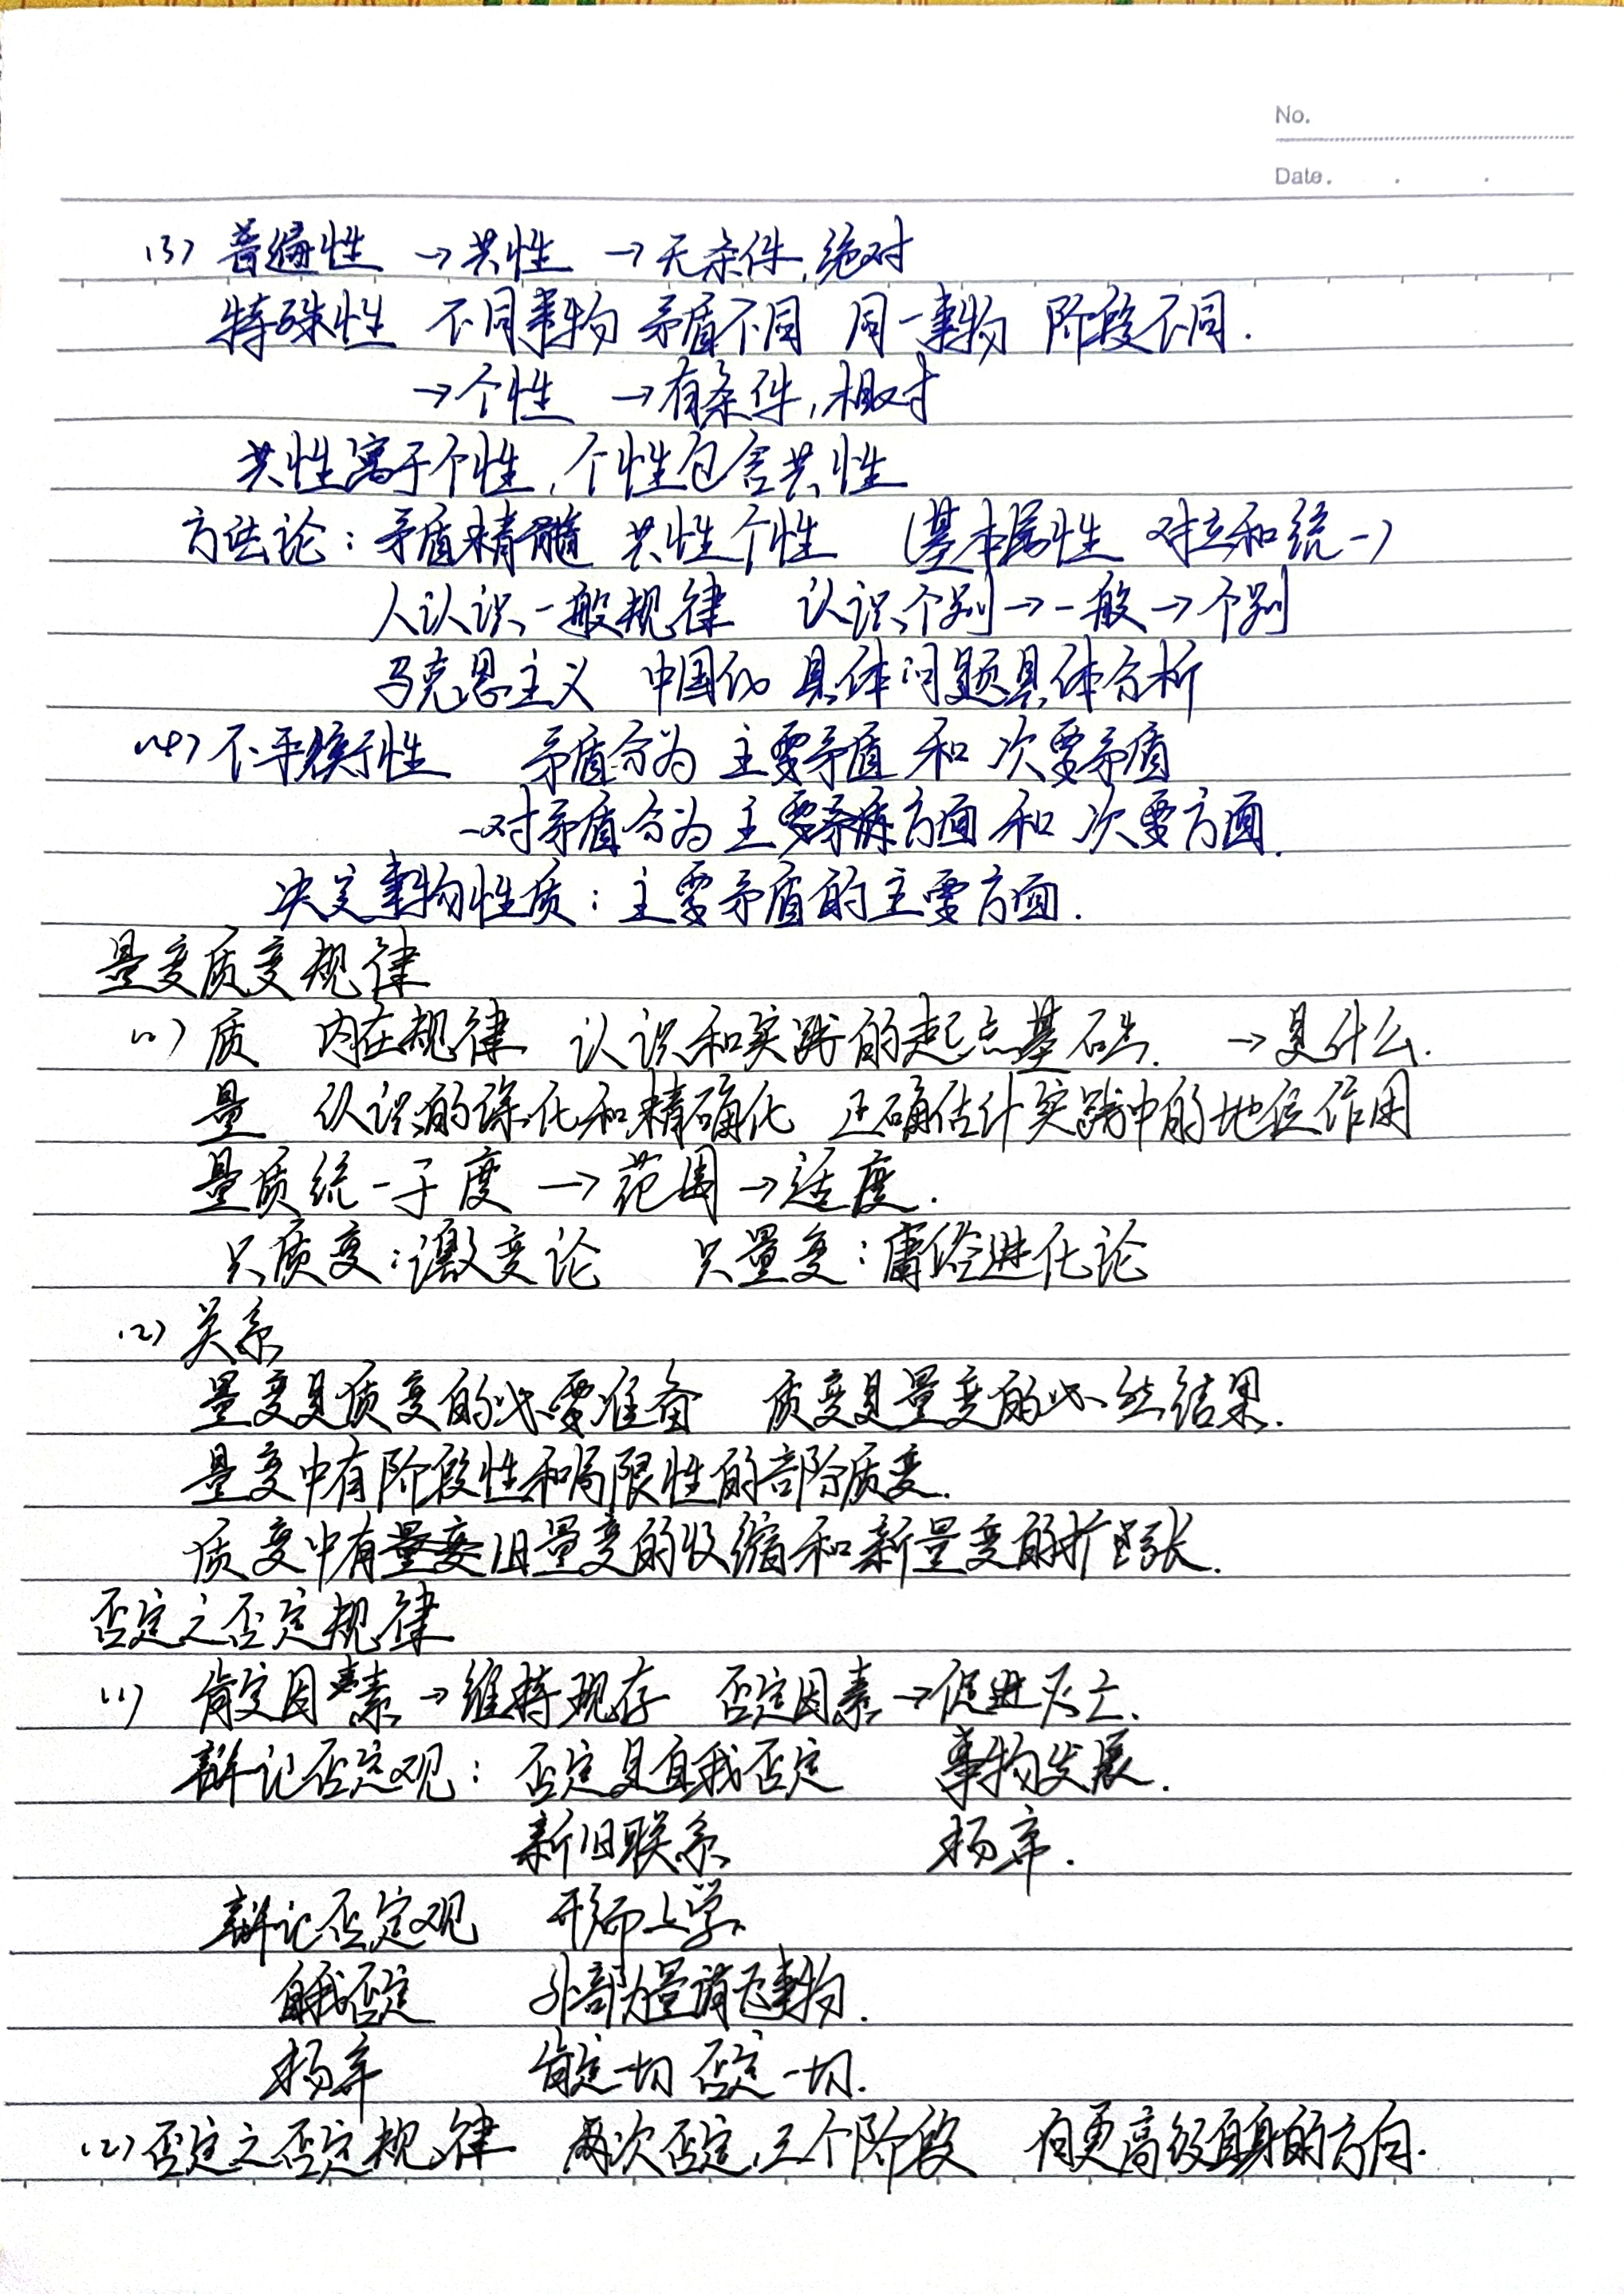 No.
Date.
(3) 普遍性 →共性 →无条件,绝对
特殊性 不同事物矛盾不同 同一事物 阶段不同.
→个性 →有条件,相对
共性寓于个性,个性包含共性
方法论：矛盾精髓 共性个性 (基本属性 对立和统一)
人认识一般规律 认识个别→一般→个别
马克思主义 中国化 具体问题具体分析
(4) 不平衡性 矛盾分为 主要矛盾 和 次要矛盾
一对矛盾分为 主要方面 和 次要方面.
决定事物性质：主要矛盾的主要方面.
量变质变规律
(1) 质 内在规律 认识和实践的起点基础. →是什么.
量 认识的深化和精确化 正确估计实践中的地位作用
量质统一于度 →范围→适度.
只质变：激变论 只量变：庸俗进化论
(2) 关系
量变是质变的必要准备 质变是量变的必然结果.
量变中有阶段性和局限性的部分质变.
质变中有旧量变的收缩和新量变的扩张.
否定之否定规律
(1) 肯定因素→维持现存 否定因素→促进灭亡.
辩记否定观：否定是自我否定 事物发展.
新旧联系 扬弃.
辩记否定观 形而上学
自我否定 外部力量消灭事物.
扬弃 肯定一切 否定一切.
(2) 否定之否定规律 两次否定,三个阶段 向更高级自身的方向.